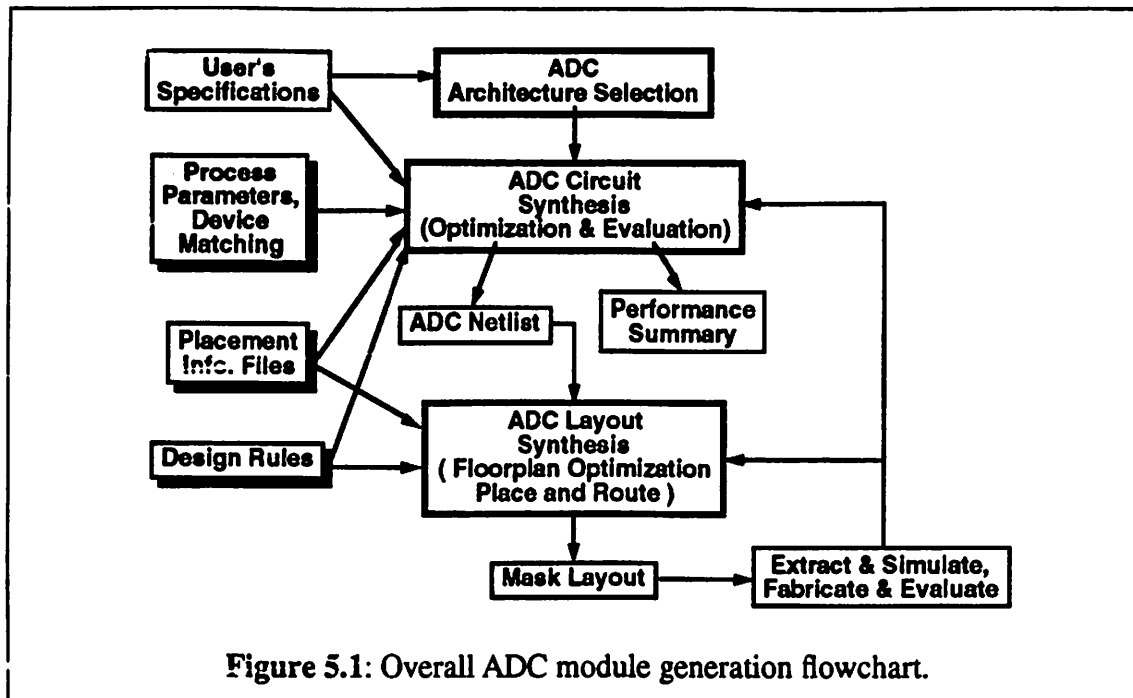 User's
Specifications
ADC
Architecture Selection
Process
Parameters,
Device
Matching
ADC Circuit
Synthesis
(Optimization & Evaluation)
ADC Netlist
Performance
Summary
Placement
Info. Files
ADC Layout
Synthesis
( Floorplan Optimization
Place and Route )
Design Rules
Mask Layout
Extract & Simulate,
Fabricate & Evaluate
Figure 5.1: Overall ADC module generation flowchart.